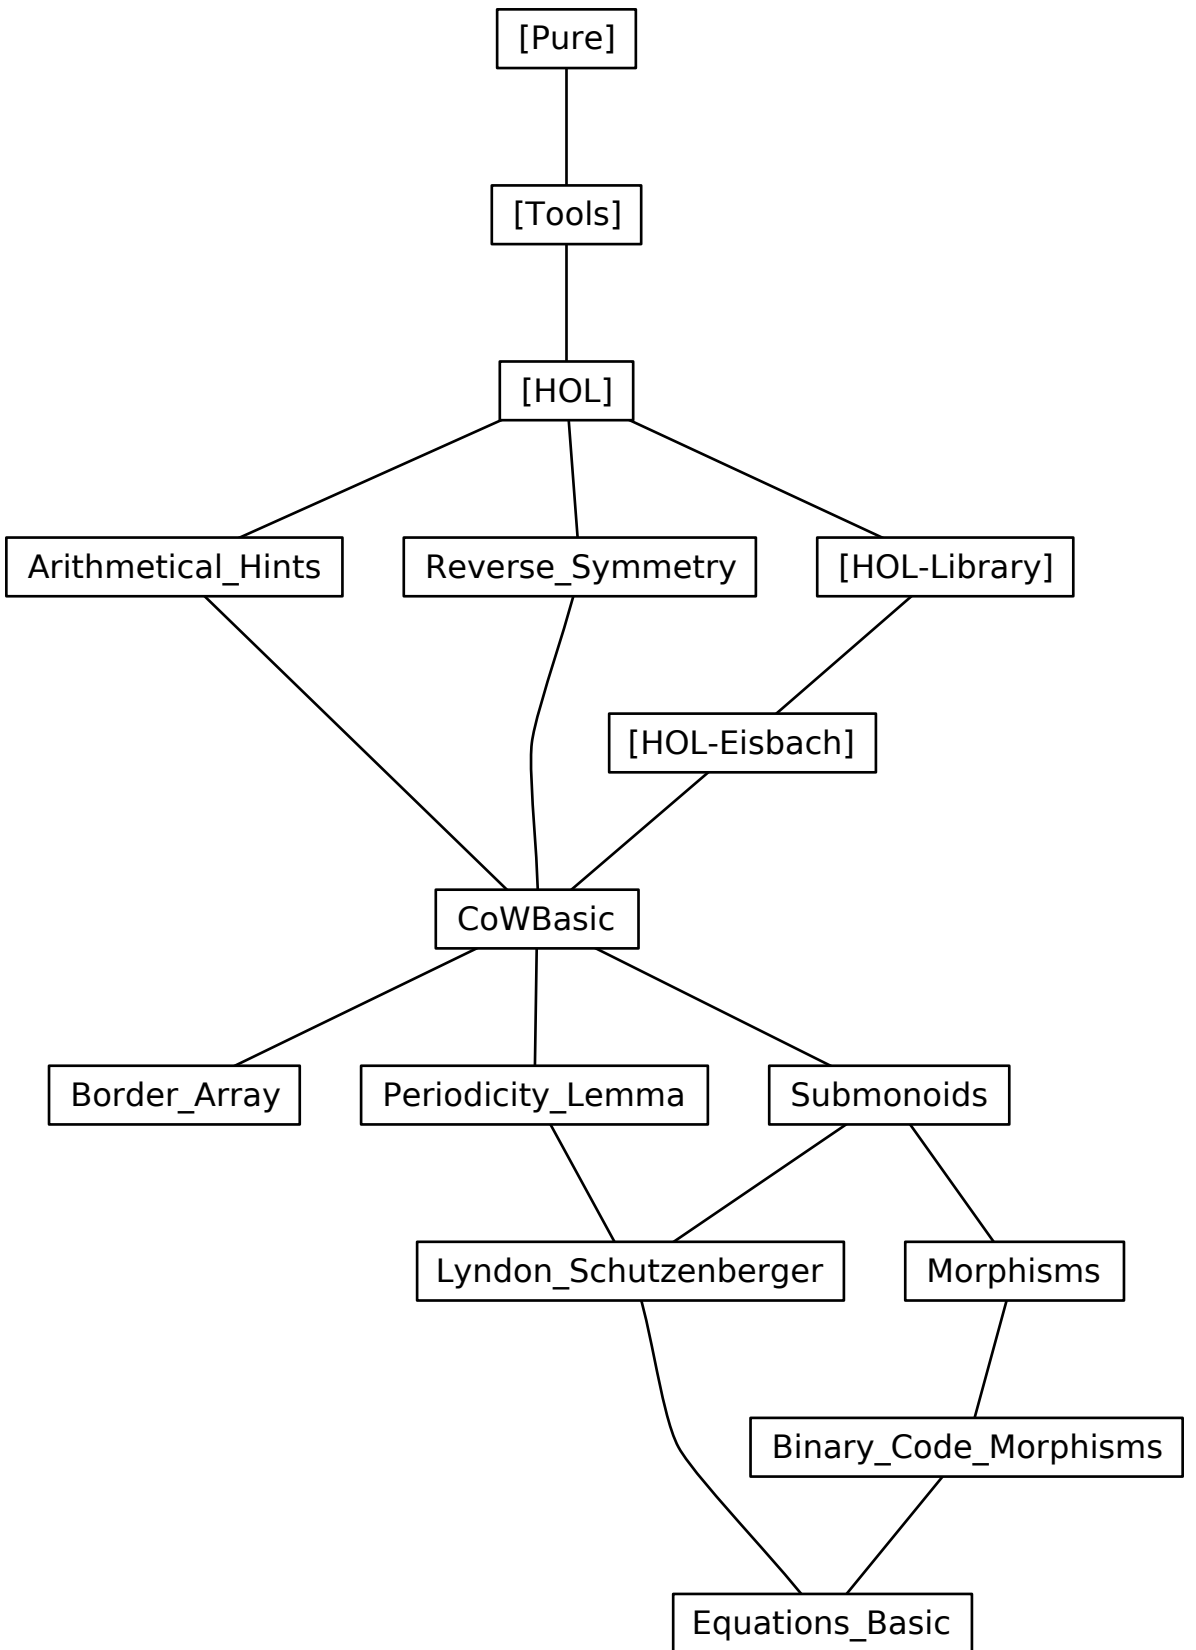 [Pure]
[Tools]
[HOL]
Arithmetical_Hints
Reverse_Symmetry
[HOL-Library]
[HOL-Eisbach]
CoWBasic
Border_Array
Periodicity_Lemma
Submonoids
Lyndon_Schutzenberger
Morphisms
Binary_Code_Morphisms
Equations_Basic